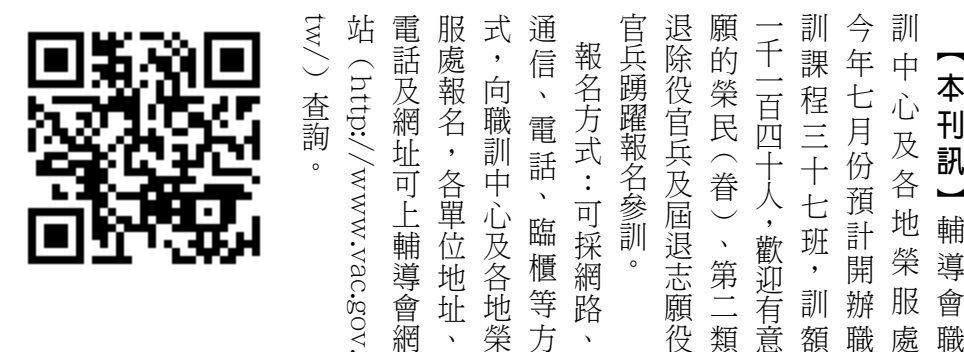 【本刊訊】輔導會職
訓中心及各地榮服處
今年七月份預計開辦職
訓課程三十七班，訓額
一千一百四十人，歡迎有意
願的榮民（眷）、第二類
退除役官兵及屆退志願役
官兵踴躍報名參訓。
報名方式：可採網路、
通信、電話、臨櫃等方
式，向職訓中心及各地榮
服處報名，各單位地址、
電話及網址可上輔導會網
站（http://www.vac.gov.
tw/）查詢。